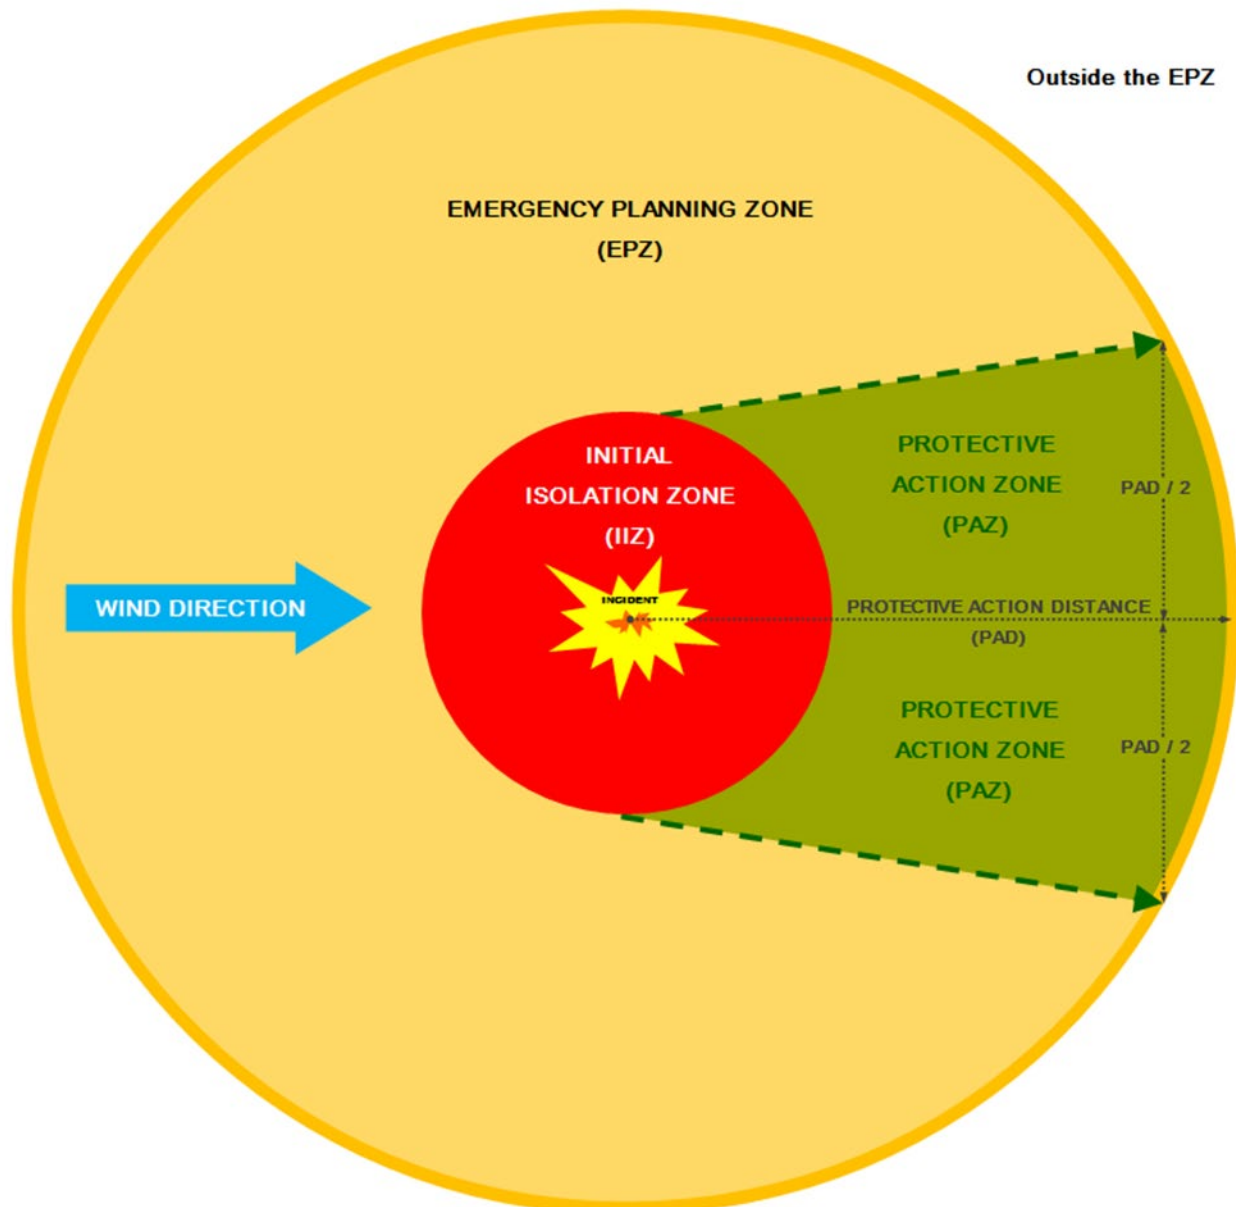 Outside the EPZ
EMERGENCY PLANNING ZONE
(EPZ)
INITIAL
ISOLATION ZONE
(IIZ)
INCIDENT
WIND DIRECTION
PROTECTIVE
ACTION ZONE
(PAZ)
PAD / 2
PROTECTIVE ACTION DISTANCE
(PAD)
PROTECTIVE
ACTION ZONE
(PAZ)
PAD / 2